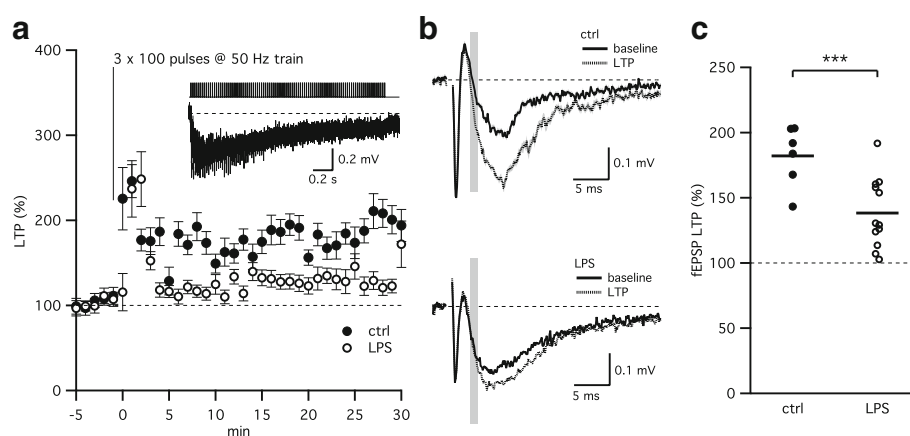 a
400
300
200
100
0
LTP (%)
3 x 100 pulses @ 50 Hz train
0.2 mV
0.2 s
ctrl
LPS
-5
0
5
10
15
20
25
30
min
b
ctrl
baseline
LTP
0.1 mV
5 ms
LPS
baseline
LTP
0.1 mV
5 ms
c
250
200
150
100
50
0
fEPSP LTP (%)
***
ctrl
LPS